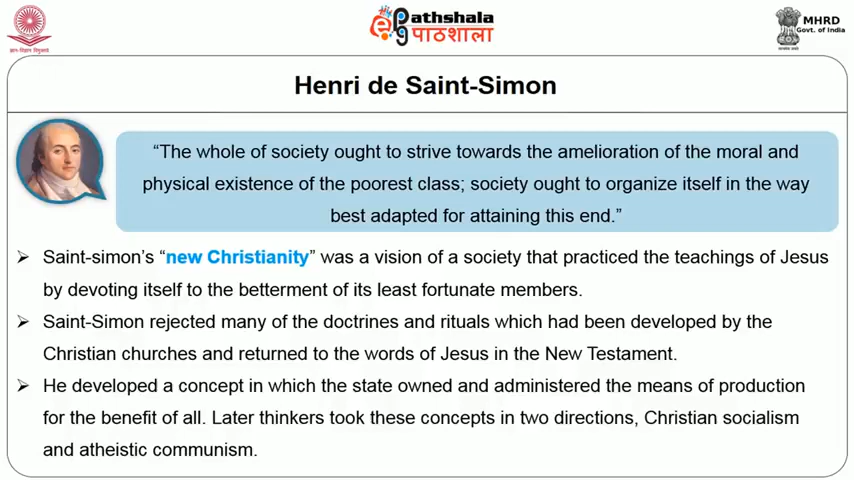 ePathshala
पाठशाला
MHRD
Govt. of India
Henri de Saint-Simon
“The whole of society ought to strive towards the amelioration of the moral and
physical existence of the poorest class; society ought to organize itself in the way
best adapted for attaining this end.”
Saint-simon’s “new Christianity” was a vision of a society that practiced the teachings of Jesus
by devoting itself to the betterment of its least fortunate members.
Saint-Simon rejected many of the doctrines and rituals which had been developed by the
Christian churches and returned to the words of Jesus in the New Testament.
He developed a concept in which the state owned and administered the means of production
for the benefit of all. Later thinkers took these concepts in two directions, Christian socialism
and atheistic communism.